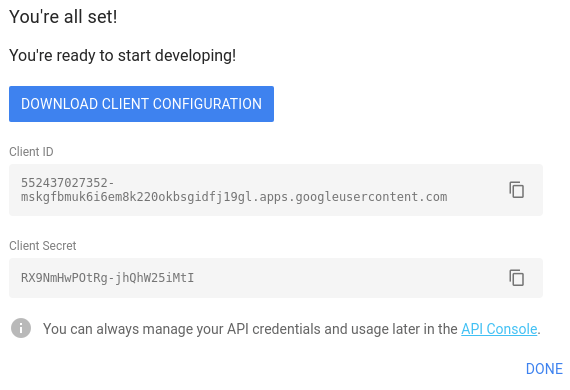 You're all set!
You're ready to start developing!
DOWNLOAD CLIENT CONFIGURATION
Client ID
552437027352-
mskgfbmuk6i6em8k220okbsgidfj19gl.apps.googleusercontent.com
Client Secret
RX9NmHwPOtRg-jhQhW25iMtI
You can always manage your API credentials and usage later in the API Console.
DONE